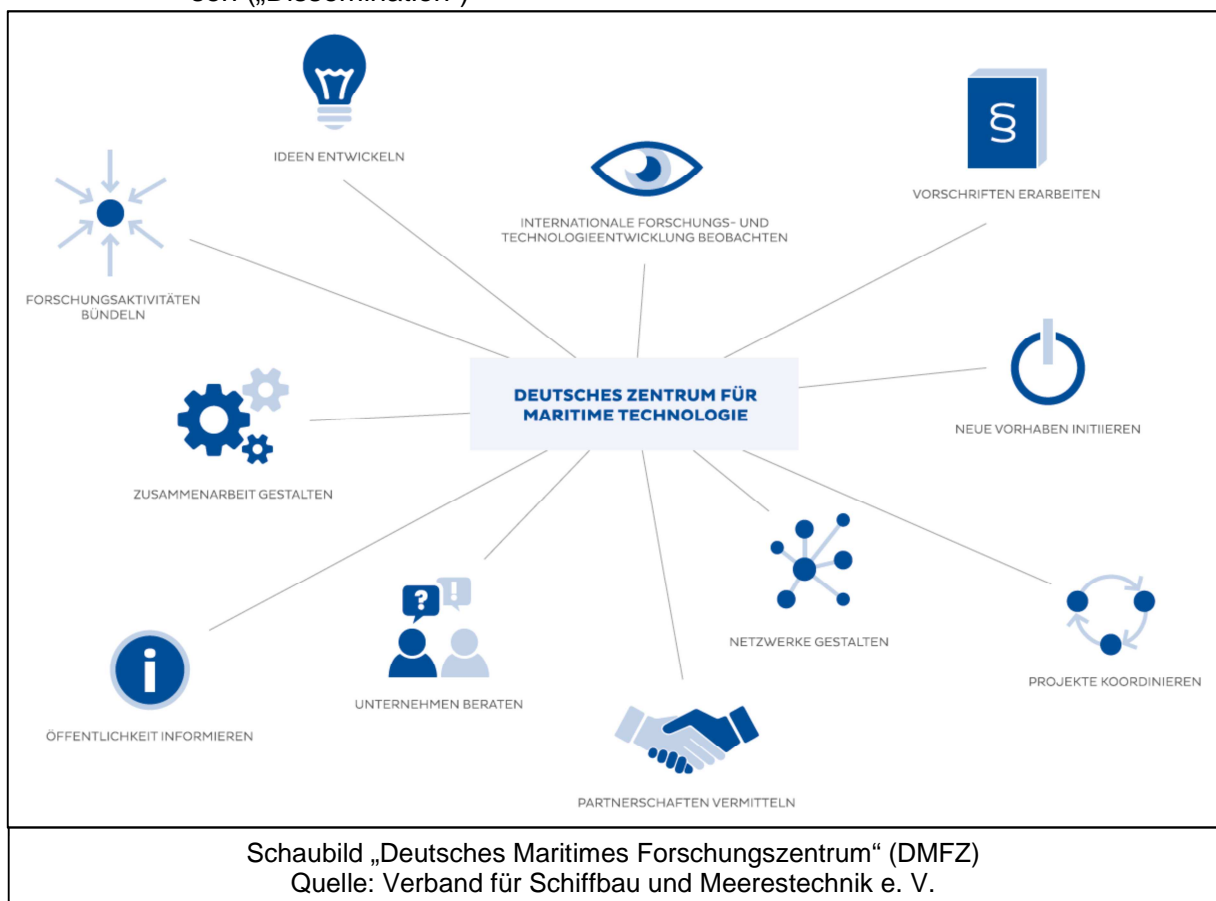 sen („Dissemination“)
IDEEN ENTWICKELN
§
VORSCHRIFTEN ERARBEITEN
INTERNATIONALE FORSCHUNGS- UND
TECHNOLOGIEENTWICKLUNG BEOBACHTEN
FORSCHUNGSAKTIVITÄTEN
BÜNDELN
DEUTSCHES ZENTRUM FÜR
MARITIME TECHNOLOGIE
NEUE VORHABEN INITIIEREN
ZUSAMMENARBEIT GESTALTEN
? !
NETZWERKE GESTALTEN
i
PROJEKTE KOORDINIEREN
UNTERNEHMEN BERATEN
ÖFFENTLICHKEIT INFORMIEREN
PARTNERSCHAFTEN VERMITTELN
Schaubild „Deutsches Maritimes Forschungszentrum“ (DMFZ)
Quelle: Verband für Schiffbau und Meerestechnik e. V.